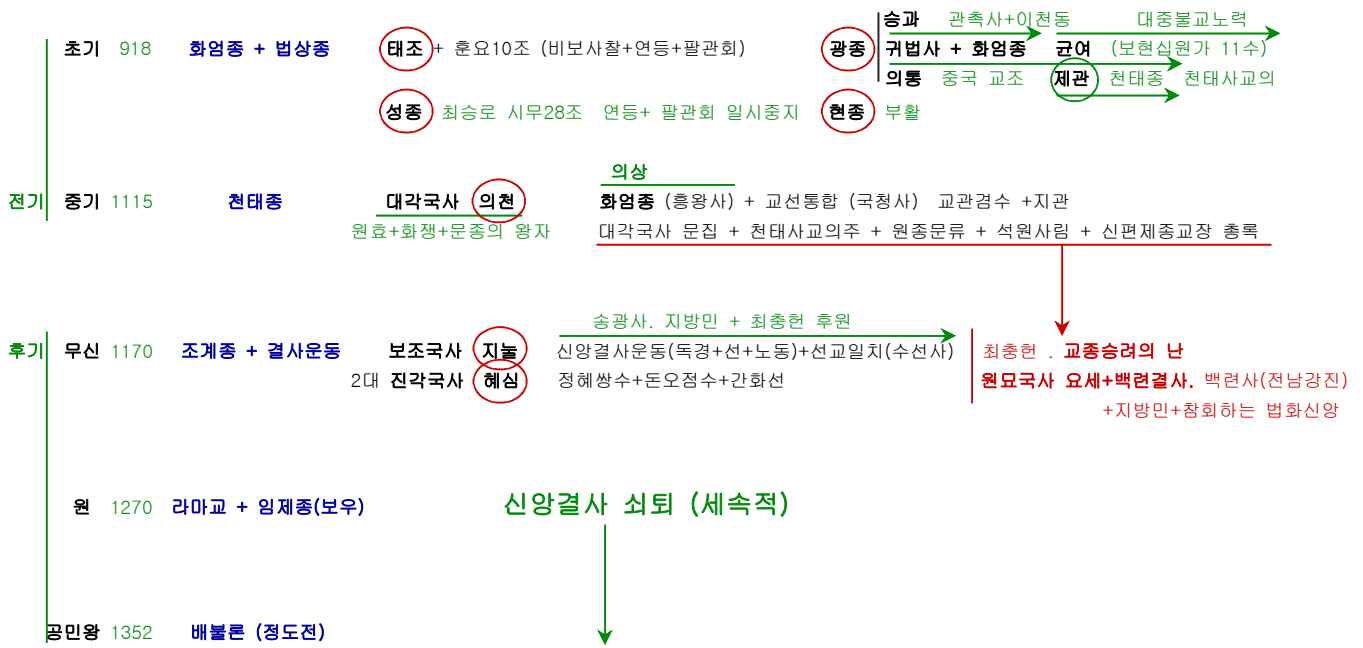 승과 관촉사+이천동 대중불교노력
초기 918 화엄종 + 법상종 태조 + 훈요10조 (비보사찰+연등+팔관회) 광종 귀법사 + 화엄종 균여 (보현십원가 11수)
의통 중국 교조 제관 천태종 천태사교의
성종 최승로 시무28조 연등+ 팔관회 일시중지 현종 부활
의상
전기 중기 1115 천태종 대각국사 의천 화엄종 (흥왕사) + 교선통합 (국청사) 교관겸수 +지관
원효+화쟁+문종의 왕자 대각국사 문집 + 천태사교의주 + 원종문류 + 석원사림 + 신편제종교장 총록
송광사. 지방민 + 최충헌 후원
후기 무신 1170 조계종 + 결사운동 보조국사 지눌 신앙결사운동(독경+선+노동)+선교일치(수선사) 최충헌 . 교종승려의 난
2대 진각국사 혜심 정혜쌍수+돈오점수+간화선 원묘국사 요세+백련결사. 백련사(전남강진)
+지방민+참회하는 법화신앙
원 1270 라마교 + 임제종(보우) 신앙결사 쇠퇴 (세속적)
공민왕 1352 배불론 (정도전)